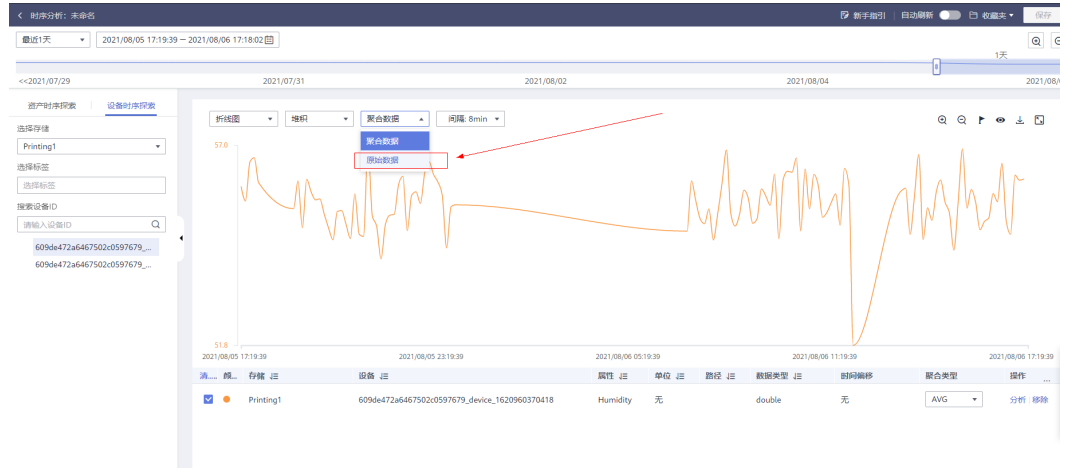 时序分析：未命名 新手指引 自动刷新 收藏夹 保存
最近1天 2021/08/05 17:19:39 — 2021/08/06 17:18:02
1天
<<2021/07/29 2021/07/31 2021/08/02 2021/08/04 2021/08/
资产时序探索 设备时序探索
选择存储
Printing1
选择标签
选择标签
搜索设备ID
请输入设备ID
609de472a6467502c0597679_...
609de472a6467502c0597679_...
折线图 堆积 聚合数据 间隔: 8min
聚合数据
原始数据
57.0
51.8
2021/08/05 17:19:39 2021/08/05 23:19:39 2021/08/06 05:19:39 2021/08/06 11:19:39 2021/08/06 17:19:39
消.... 颜... 存储 设备 属性 单位 路径 数据类型 时间偏移 聚合类型 操作 ...
Printing1 609de472a6467502c0597679_device_1620960370418 Humidity 无 double 无 AVG 分析 移除